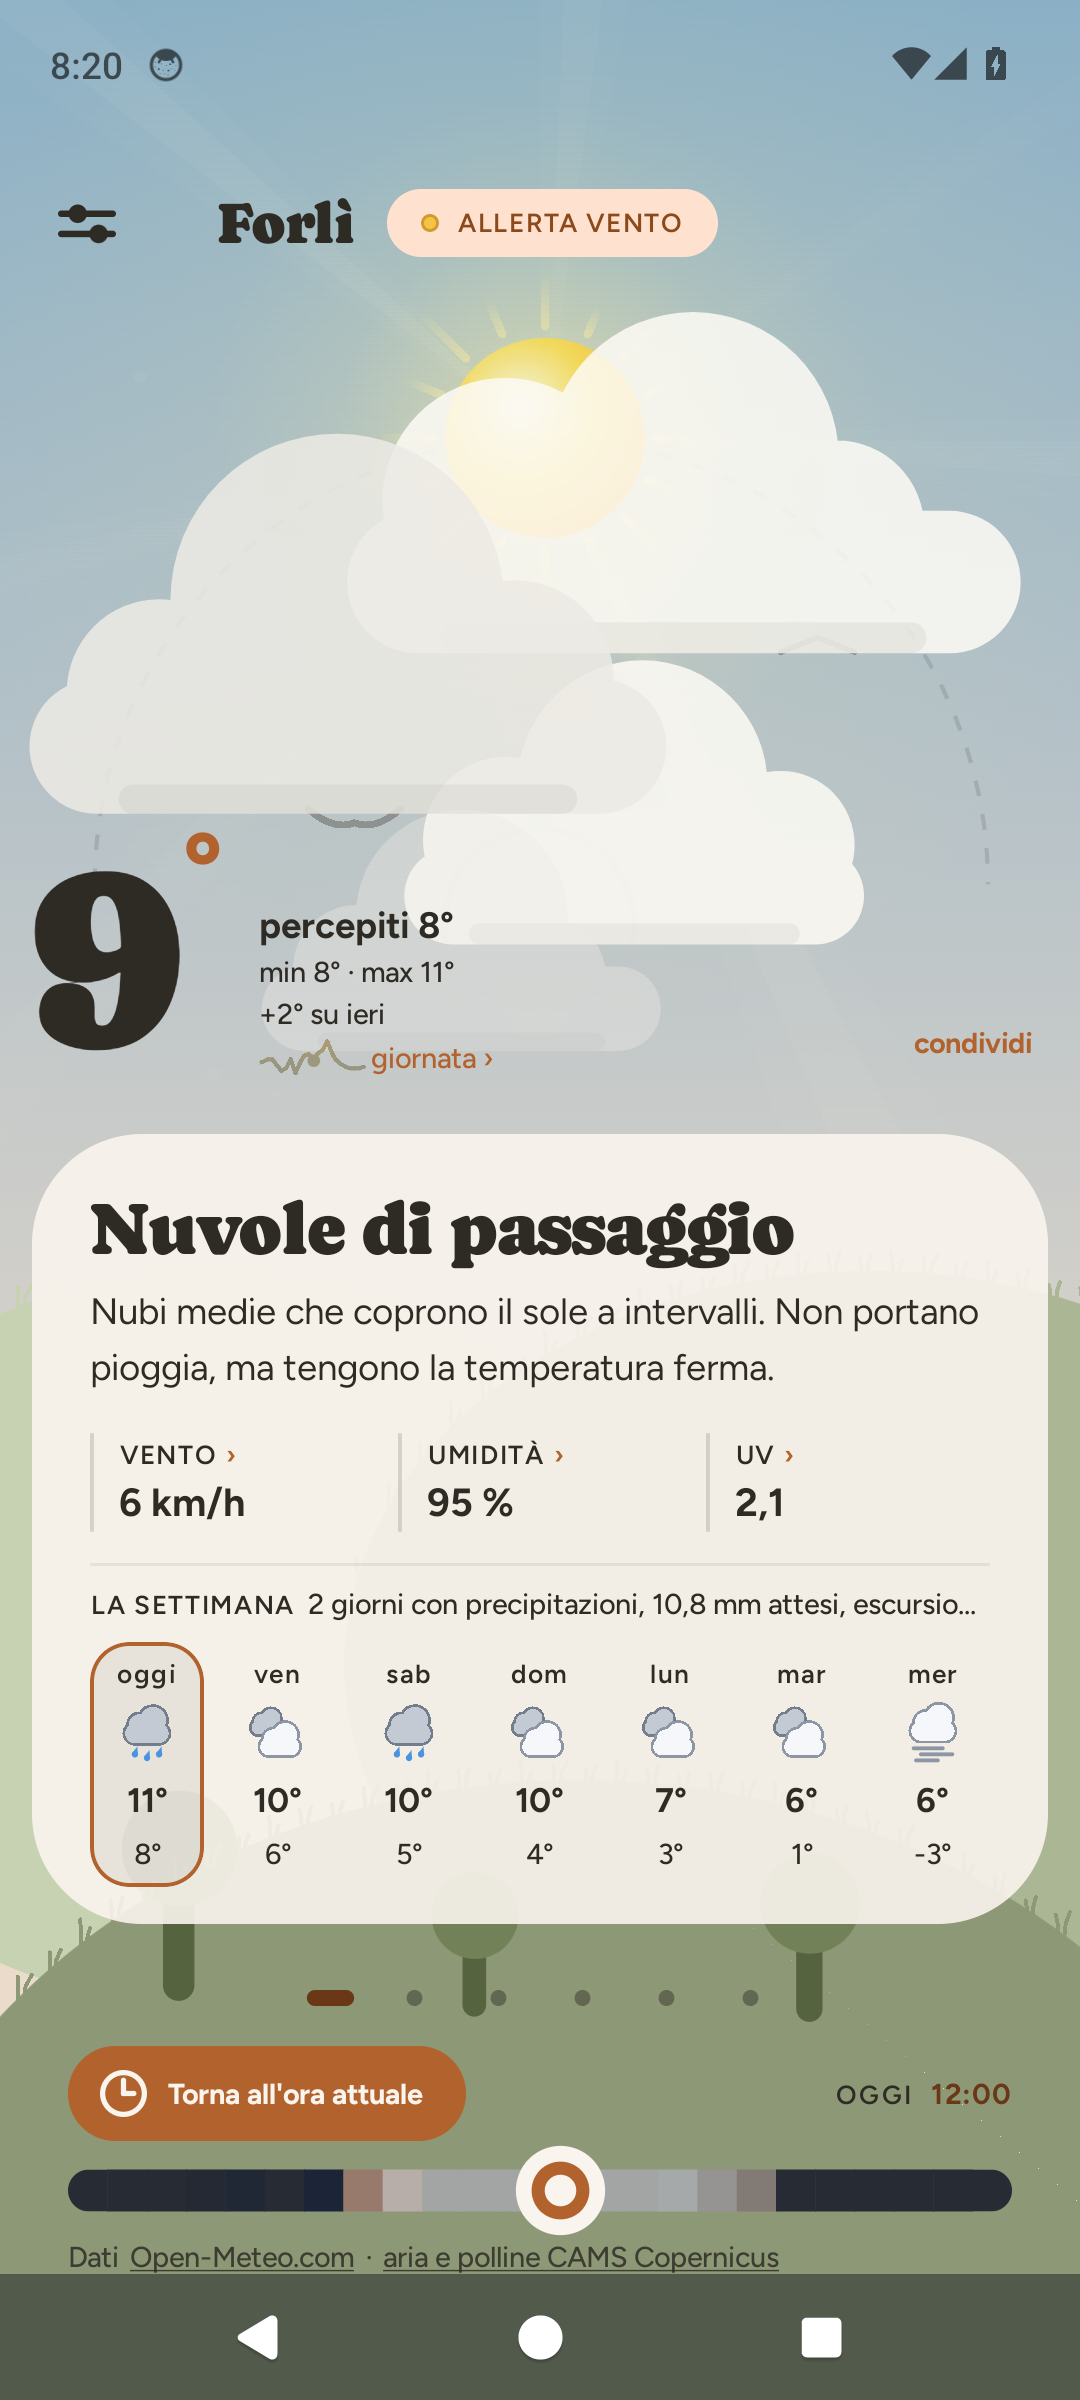 8:20
Forlì
ALLERTA VENTO
9°
percepiti 8°
min 8° · max 11°
+2° su ieri
giornata ›
condividi
Nuvole di passaggio
Nubi medie che coprono il sole a intervalli. Non portano
pioggia, ma tengono la temperatura ferma.
VENTO › UMIDITÀ › UV ›
6 km/h 95 % 2,1
LA SETTIMANA 2 giorni con precipitazioni, 10,8 mm attesi, escursio...
oggi ven sab dom lun mar mer
11° 10° 10° 10° 7° 6° 6°
8° 6° 5° 4° 3° 1° -3°
Torna all'ora attuale OGGI 12:00
Dati Open-Meteo.com · aria e polline CAMS Copernicus